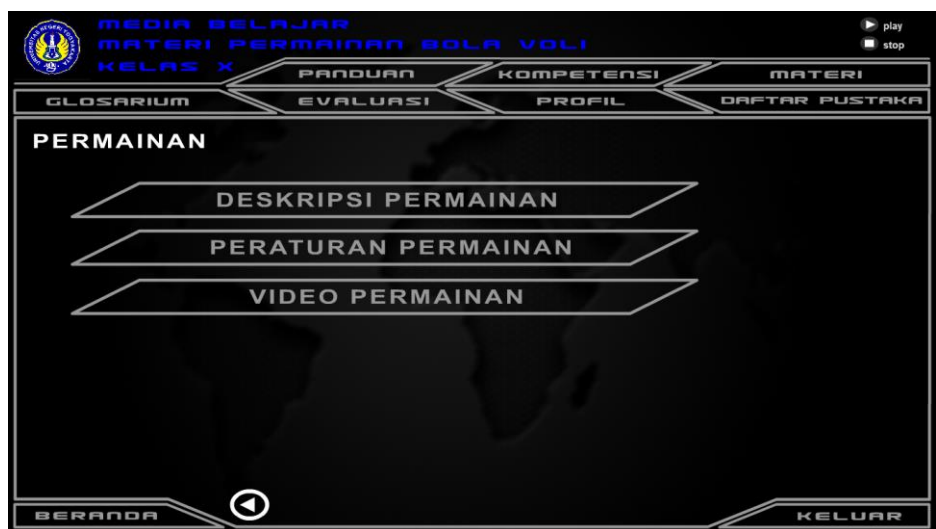 MEDIA BELAJAR
MATERI PERMAINAN BOLA VOLI
KELAS X
play
stop
PANDUAN
KOMPETENSI
MATERI
GLOSARIUM
EVALUASI
PROFIL
DAFTAR PUSTAKA
PERMAINAN
DESKRIPSI PERMAINAN
PERATURAN PERMAINAN
VIDEO PERMAINAN
BERANDA
KELUAR